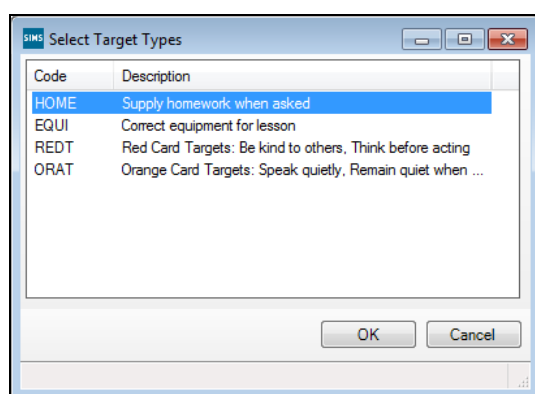 SIMS Select Target Types
Code Description
HOME Supply homework when asked
EQUI Correct equipment for lesson
REDT Red Card Targets: Be kind to others, Think before acting
ORAT Orange Card Targets: Speak quietly, Remain quiet when ...
OK Cancel